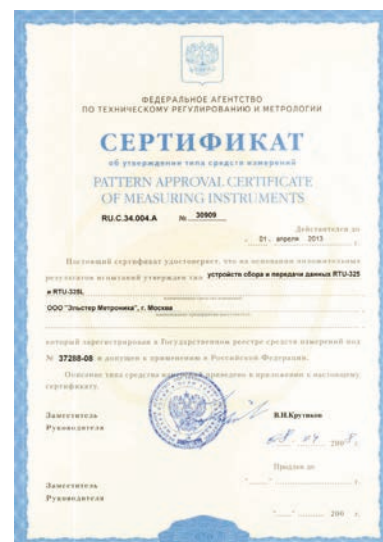 ФЕДЕРАЛЬНОЕ АГЕНТСТВО
ПО ТЕХНИЧЕСКОМУ РЕГУЛИРОВАНИЮ И МЕТРОЛОГИИ
СЕРТИФИКАТ
об утверждении типа средств измерений
PATTERN APPROVAL CERTIFICATE
OF MEASURING INSTRUMENTS
RU.C.34.004.A № 30909
Действителен до
01. апреля 2013 г.
Настоящий сертификат удостоверяет, что на основании положительных
результатов испытаний утвержден тип устройств сбора и передачи данных RTU-325
и RTU-325L
ООО "Эльстер Метроника", г. Москва
который зарегистрирован в Государственном реестре средств измерений под
№ 37288-08 и допущен к применению в Российской Федерации.
Описание типа средства измерений приведено в приложении к настоящему
сертификату.
Заместитель
Руководителя
В.Н.Крутиков
200 г.
Продлен до
г.
Заместитель
Руководителя
200 г.